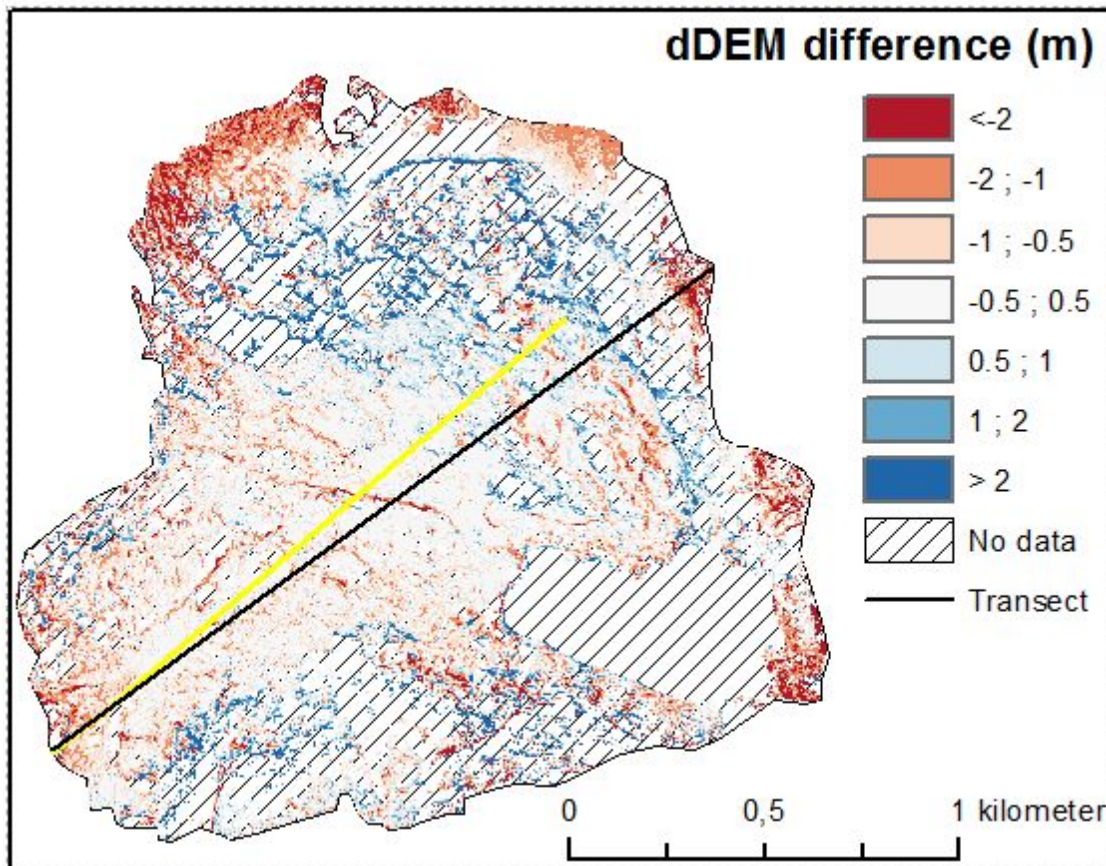 dDEM difference (m)
<-2
-2 ; -1
-1 ; -0.5
-0.5 ; 0.5
0.5 ; 1
1 ; 2
> 2
No data
Transect
0 0,5 1 kilometer